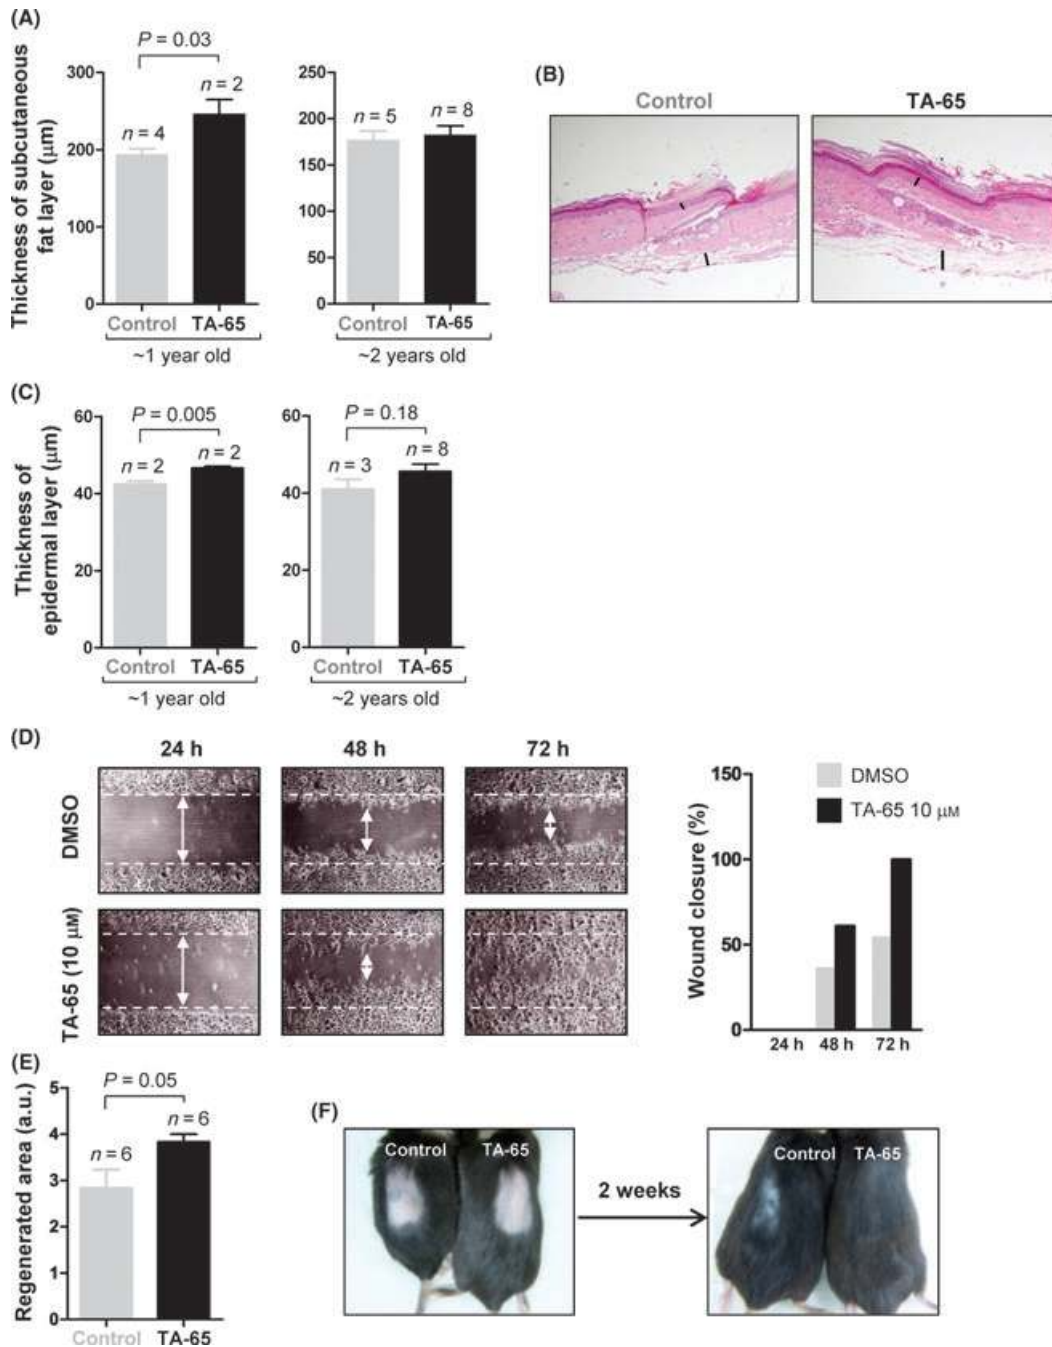 (A)
P = 0.03
Thickness of subcutaneous
fat layer (μm)
300
200
100
0
n = 4
n = 2
Control TA-65
~1 year old
250
200
150
100
50
0
n = 5
n = 8
Control TA-65
~2 years old
(B)
Control
TA-65
(C)
Thickness of
epidermal layer (μm)
60
40
20
0
P = 0.005
n = 2
n = 2
Control TA-65
~1 year old
60
40
20
0
P = 0.18
n = 3
n = 8
Control TA-65
~2 years old
(D)
24 h
48 h
72 h
DMSO
TA-65 (10 μM)
Wound closure (%)
150
100
50
0
DMSO
TA-65 10 μM
24 h 48 h 72 h
(E)
Regenerated area (a.u.)
5
4
3
2
1
0
P = 0.05
n = 6
n = 6
Control TA-65
(F)
Control TA-65
2 weeks
Control TA-65